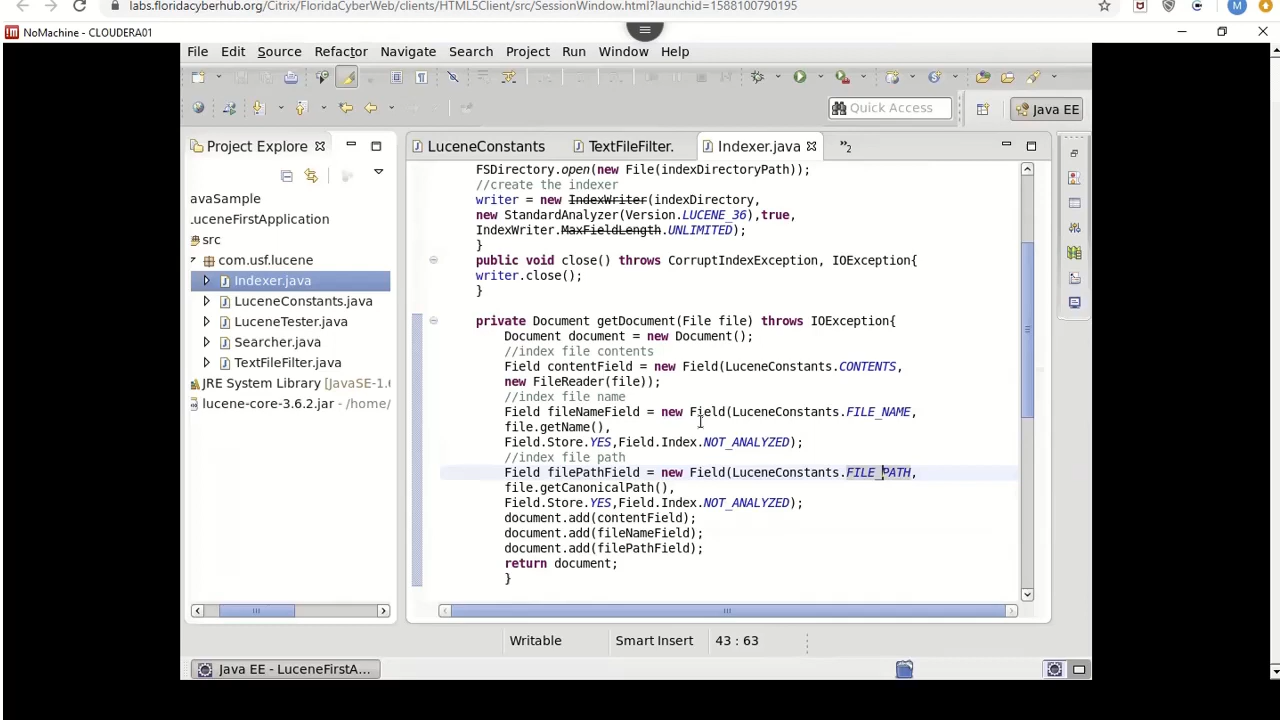 labs.floridacyberhub.org/Citrix/FloridaCyberWeb/clients/HTML5Client/src/SessionWindow.html?launchid=1588100790195
M
NoMachine - CLOUDERA01
File Edit Source Refactor Navigate Search Project Run Window Help
Quick Access
Java EE
Project Explore
LuceneConstants
TextFileFilter.
Indexer.java
»2
avaSample
uceneFirstApplication
src
com.usf.lucene
Indexer.java
LuceneConstants.java
LuceneTester.java
Searcher.java
TextFileFilter.java
JRE System Library [JavaSE-1.6
lucene-core-3.6.2.jar - /home/
FSDirectory.open(new File(indexDirectoryPath));
//create the indexer
writer = new IndexWriter(indexDirectory,
new StandardAnalyzer(Version.LUCENE_36),true,
IndexWriter.MaxFieldLength.UNLIMITED);
}
public void close() throws CorruptIndexException, IOException{
writer.close();
}
private Document getDocument(File file) throws IOException{
Document document = new Document();
//index file contents
Field contentField = new Field(LuceneConstants.CONTENTS,
new FileReader(file));
//index file name
Field fileNameField = new Field(LuceneConstants.FILE_NAME,
file.getName(),
Field.Store.YES,Field.Index.NOT_ANALYZED);
//index file path
Field filePathField = new Field(LuceneConstants.FILE_PATH,
file.getCanonicalPath(),
Field.Store.YES,Field.Index.NOT_ANALYZED);
document.add(contentField);
document.add(fileNameField);
document.add(filePathField);
return document;
}
Writable
Smart Insert
43 : 63
Java EE - LuceneFirstA...